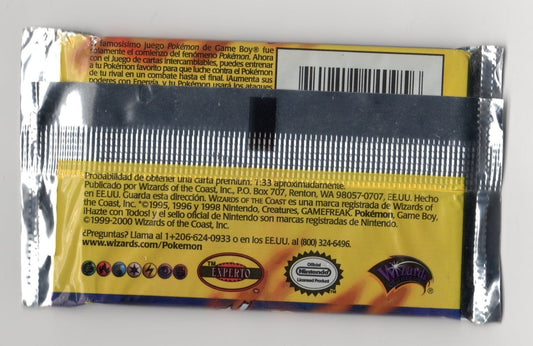 famosísimo Juego Pokémon de Game Boy® fue
solamente el comienzo del fenómeno Pokémon. Ahora
con el Juego de cartas intercambiables, puedes entrenar
a tu Pokémon para que luche contra el Pokémon
de tu rival en un combate hasta el final. ¡Aumenta sus
poderes con Energía, y tu Pokémon usará los ataques
Probabilidad de obtener una carta premium: 1:33 aproximadamente.
Publicado por Wizards of the Coast, Inc., P.O. Box 707, Renton, WA 98057-0707, EE.UU. Hecho
en EE.UU. Guarda esta dirección. WIZARDS OF THE COAST es una marca registrada de Wizards of
the Coast, Inc. ©1995, 1996 y 1998 Nintendo, Creatures, GAMEFREAK. Pokémon, Game Boy,
¡Hazte con Todos! y el sello oficial de Nintendo son marcas registradas de Nintendo.
©1999-2000 Wizards of the Coast, Inc.
¿Preguntas? Llama al 1+206-624-0933 o en los EE.UU. al (800) 324-6496.
www.wizards.com/Pokemon
EXPERTO
TM
Official
Nintendo
Licensed Product
Wizards
®